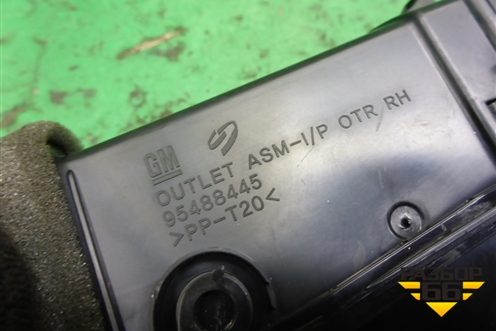 GM
OUTLET ASM-I/P OTR RH
95488445
>PP-T20<
РАЗБОР
66